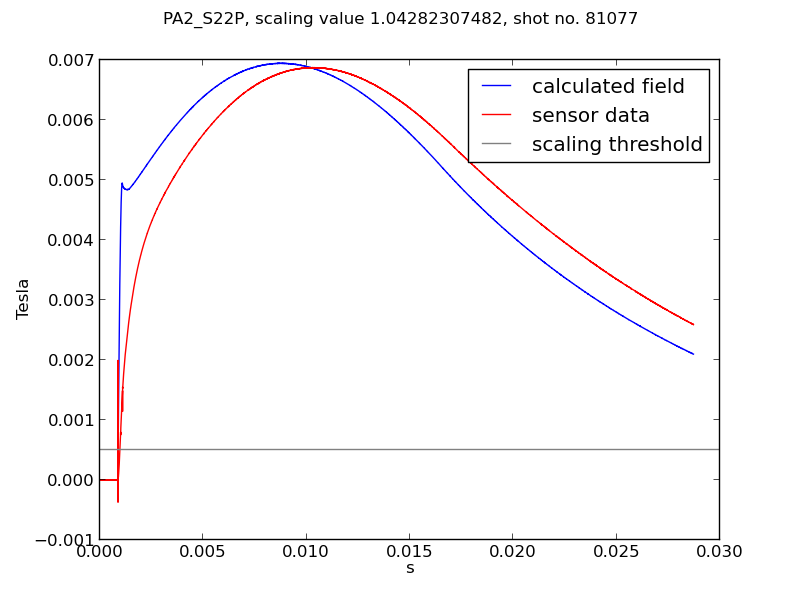 PA2_S22P, scaling value 1.04282307482, shot no. 81077
0.007
0.006
0.005
0.004
0.003
0.002
0.001
0.000
−0.001
Tesla
calculated field
sensor data
scaling threshold
0.000 0.005 0.010 0.015 0.020 0.025 0.030
s